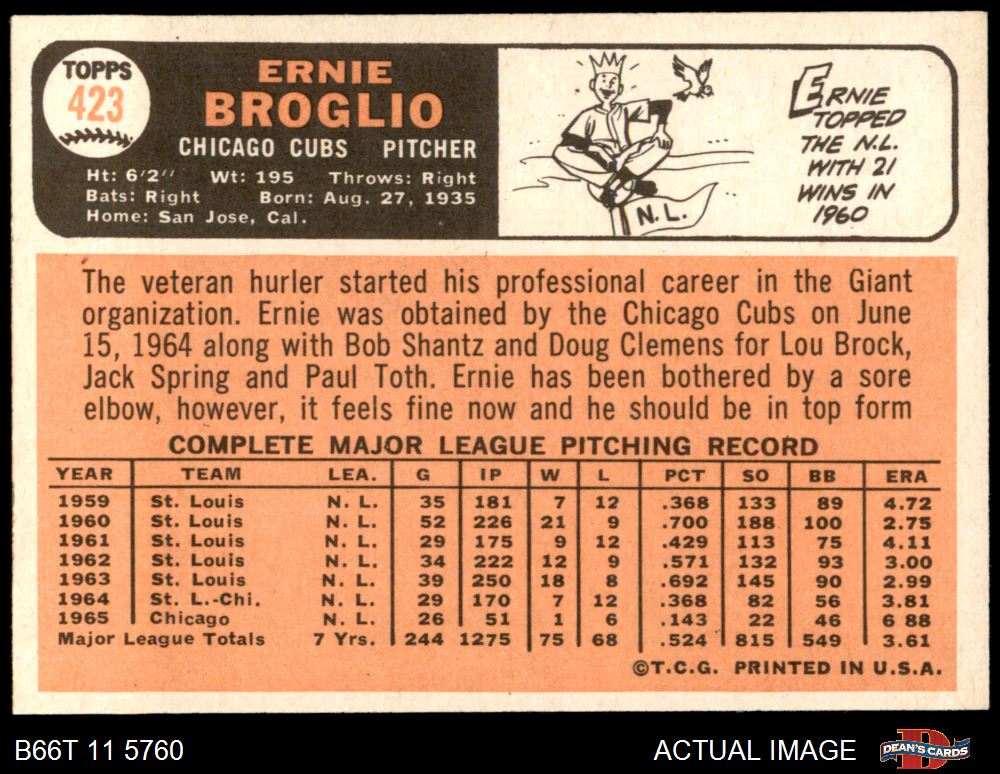 TOPPS
423
ERNIE
BROGLIO
CHICAGO CUBS PITCHER
Ht: 6'2" Wt: 195 Throws: Right
Bats: Right Born: Aug. 27, 1935
Home: San Jose, Cal.
N.L.
ERNIE
TOPPED
THE N.L.
WITH 21
WINS IN
1960
The veteran hurler started his professional career in the Giant
organization. Ernie was obtained by the Chicago Cubs on June
15, 1964 along with Bob Shantz and Doug Clemens for Lou Brock,
Jack Spring and Paul Toth. Ernie has been bothered by a sore
elbow, however, it feels fine now and he should be in top form
COMPLETE MAJOR LEAGUE PITCHING RECORD
YEAR TEAM LEA. G IP W L PCT SO BB ERA
1959 St. Louis N. L. 35 181 7 12 .368 133 89 4.72
1960 St. Louis N. L. 52 226 21 9 .700 188 100 2.75
1961 St. Louis N. L. 29 175 9 12 .429 113 75 4.11
1962 St. Louis N. L. 34 222 12 9 .571 132 93 3.00
1963 St. Louis N. L. 39 250 18 8 .692 145 90 2.99
1964 St. L.-Chi. N. L. 29 170 7 12 .368 82 56 3.81
1965 Chicago N. L. 26 51 1 6 .143 22 46 6 88
Major League Totals 7 Yrs. 244 1275 75 68 .524 815 549 3.61
©T.C.G. PRINTED IN U.S.A.
B66T 11 5760 ACTUAL IMAGE DEAN'S CARDS